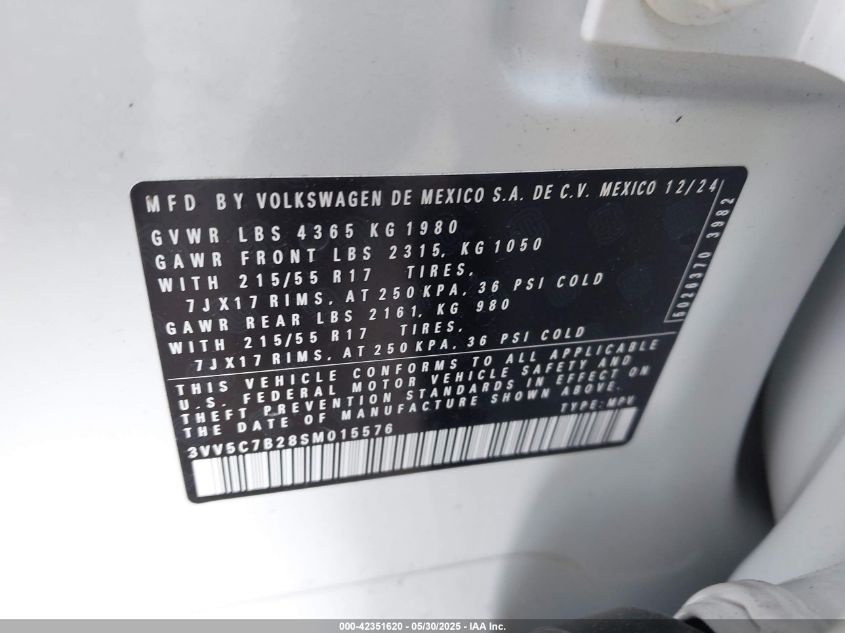 MFD BY VOLKSWAGEN DE MEXICO S.A. DE C.V. MEXICO 12/24
GVWR LBS 4365 KG 1980
GAWR FRONT LBS 2315, KG 1050
WITH 215/55 R17 TIRES,
7JX17 RIMS, AT 250 KPA, 36 PSI COLD
GAWR REAR LBS 2161, KG 980
WITH 215/55 R17 TIRES,
7JX17 RIMS, AT 250KPA, 36 PSI COLD
THIS VEHICLE CONFORMS TO ALL APPLICABLE
U.S. FEDERAL MOTOR VEHICLE SAFETY AND
THEFT PREVENTION STANDARDS IN EFFECT ON
THE DATE OF MANUFACTURE SHOWN ABOVE.
3VV5C7B28SM015576
TYPE: MPV
6026370 3982
000-42351620 - 05/30/2025 - IAA Inc.